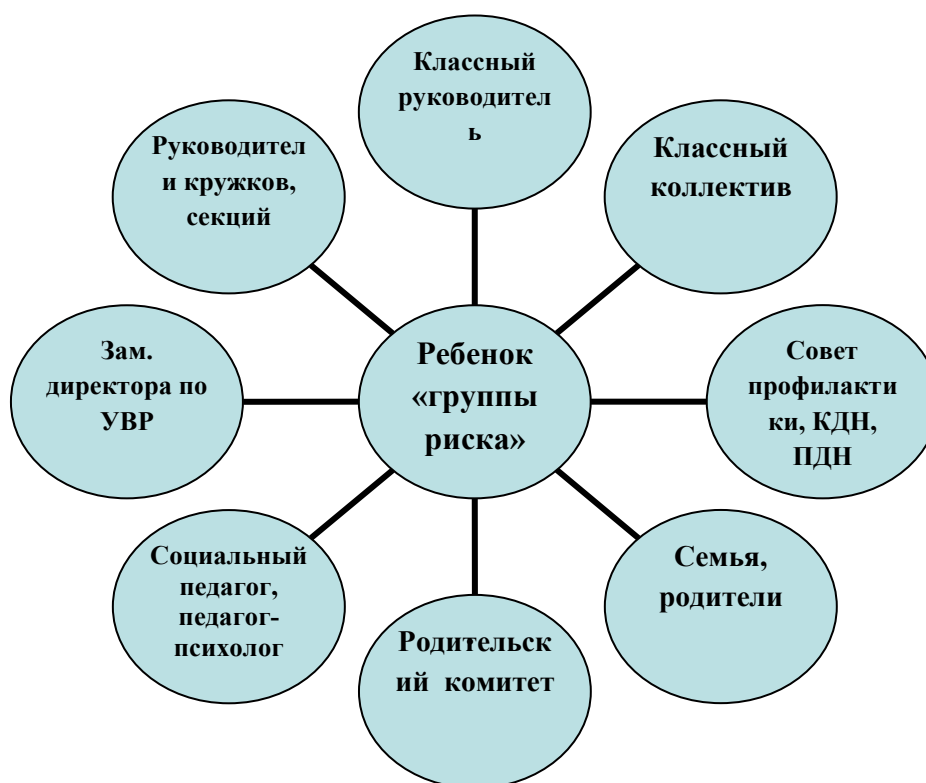 Классный
руководител
ь
Руководител
и кружков,
секций
Классный
коллектив
Зам.
директора по
УВР
Ребенок
«группы
риска»
Совет
профилакти
ки, КДН,
ПДН
Социальный
педагог,
педагог-
психолог
Родительск
ий комитет
Семья,
родители